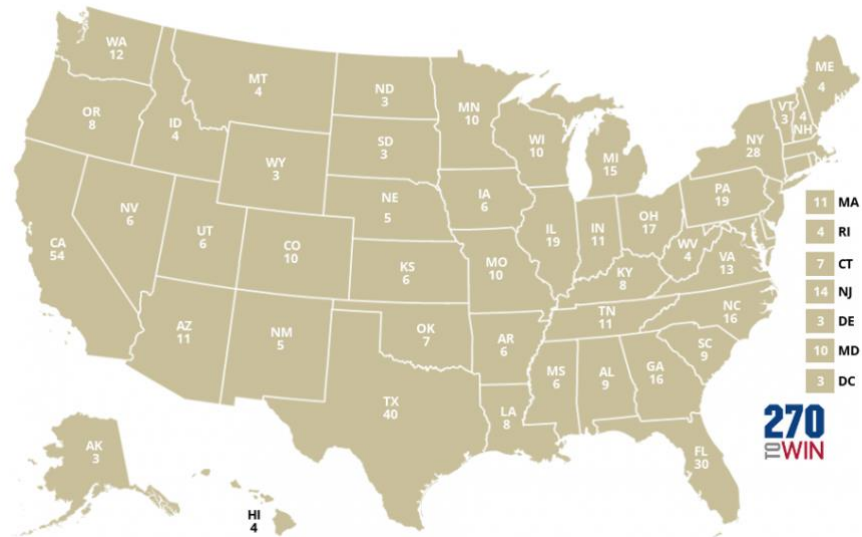 WA
12
OR
8
CA
54
NV
6
ID
4
MT
4
WY
3
UT
6
CO
10
AZ
11
NM
5
ND
3
SD
3
NE
5
KS
6
OK
7
TX
40
MN
10
IA
6
MO
10
AR
6
LA
8
WI
10
IL
19
MI
15
IN
11
OH
17
KY
8
TN
11
MS
6
AL
9
GA
16
FL
30
SC
9
NC
16
VA
13
WV
4
PA
19
NY
28
VT
3
4
NH
ME
4
11 MA
4 RI
7 CT
14 NJ
3 DE
10 MD
3 DC
AK
3
HI
4
270
TO WIN